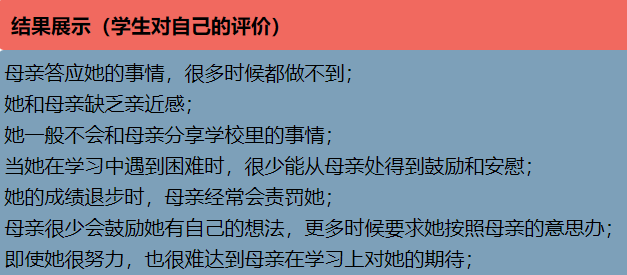 结果展示（学生对自己的评价）
母亲答应她的事情，很多时候都做不到；
她和母亲缺乏亲近感；
她一般不会和母亲分享学校里的事情；
当她在学习中遇到困难时，很少能从母亲处得到鼓励和安慰；
她的成绩退步时，母亲经常会责罚她；
母亲很少会鼓励她有自己的想法，更多时候要求她按照母亲的意思办；
即使她很努力，也很难达到母亲在学习上对她的期待；